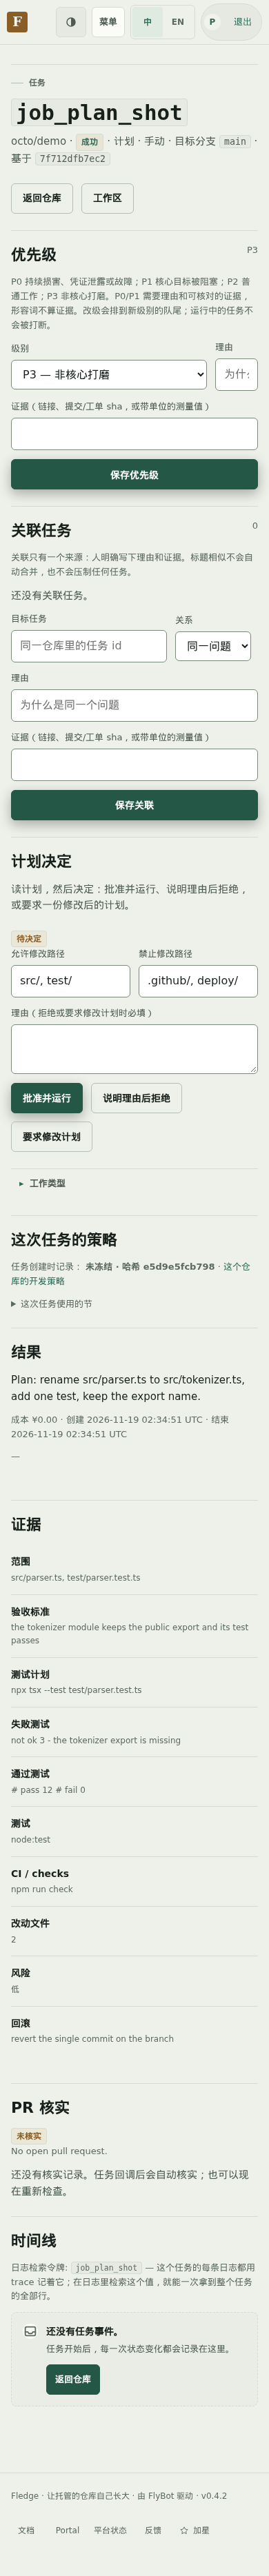 F
菜单
中
EN
P
退出
任务
job_plan_shot
octo/demo · 成功 · 计划 · 手动 · 目标分支 main ·
基于 7f712dfb7ec2
返回仓库
工作区
优先级
P3
P0 持续损害、凭证泄露或故障；P1 核心目标被阻塞；P2 普
通工作；P3 非核心打磨。P0/P1 需要理由和可核对的证据，
形容词不算证据。改级会排到新级别的队尾；运行中的任务不
会被打断。
级别
理由
P3 — 非核心打磨
为什么
证据（链接、提交/工单 sha，或带单位的测量值）
保存优先级
关联任务
0
关联只有一个来源：人明确写下理由和证据。标题相似不会自
动合并，也不会压制任何任务。
还没有关联任务。
目标任务
关系
同一仓库里的任务 id
同一问题
理由
为什么是同一个问题
证据（链接、提交/工单 sha，或带单位的测量值）
保存关联
计划决定
读计划，然后决定：批准并运行、说明理由后拒绝，
或要求一份修改后的计划。
待决定
允许修改路径
禁止修改路径
src/, test/
.github/, deploy/
理由（拒绝或要求修改计划时必填）
批准并运行
说明理由后拒绝
要求修改计划
▸ 工作类型
这次任务的策略
任务创建时记录： 未冻结 · 哈希 e5d9e5fcb798 · 这个仓
库的开发策略
▶ 这次任务使用的节
结果
Plan: rename src/parser.ts to src/tokenizer.ts,
add one test, keep the export name.
成本 ¥0.00 · 创建 2026-11-19 02:34:51 UTC · 结束
2026-11-19 02:34:51 UTC
—
证据
范围
src/parser.ts, test/parser.test.ts
验收标准
the tokenizer module keeps the public export and its test
passes
测试计划
npx tsx --test test/parser.test.ts
失败测试
not ok 3 - the tokenizer export is missing
通过测试
# pass 12 # fail 0
测试
node:test
CI / checks
npm run check
改动文件
2
风险
低
回滚
revert the single commit on the branch
PR 核实
未核实
No open pull request.
还没有核实记录。任务回调后会自动核实；也可以现
在重新检查。
时间线
日志检索令牌: job_plan_shot — 这个任务的每条日志都用
trace 记着它；在日志里检索这个值，就能一次拿到整个任务
的全部行。
还没有任务事件。
任务开始后，每一次状态变化都会记录在这里。
返回仓库
Fledge · 让托管的仓库自己长大 · 由 FlyBot 驱动 · v0.4.2
文档
Portal
平台状态
反馈
☆ 加星